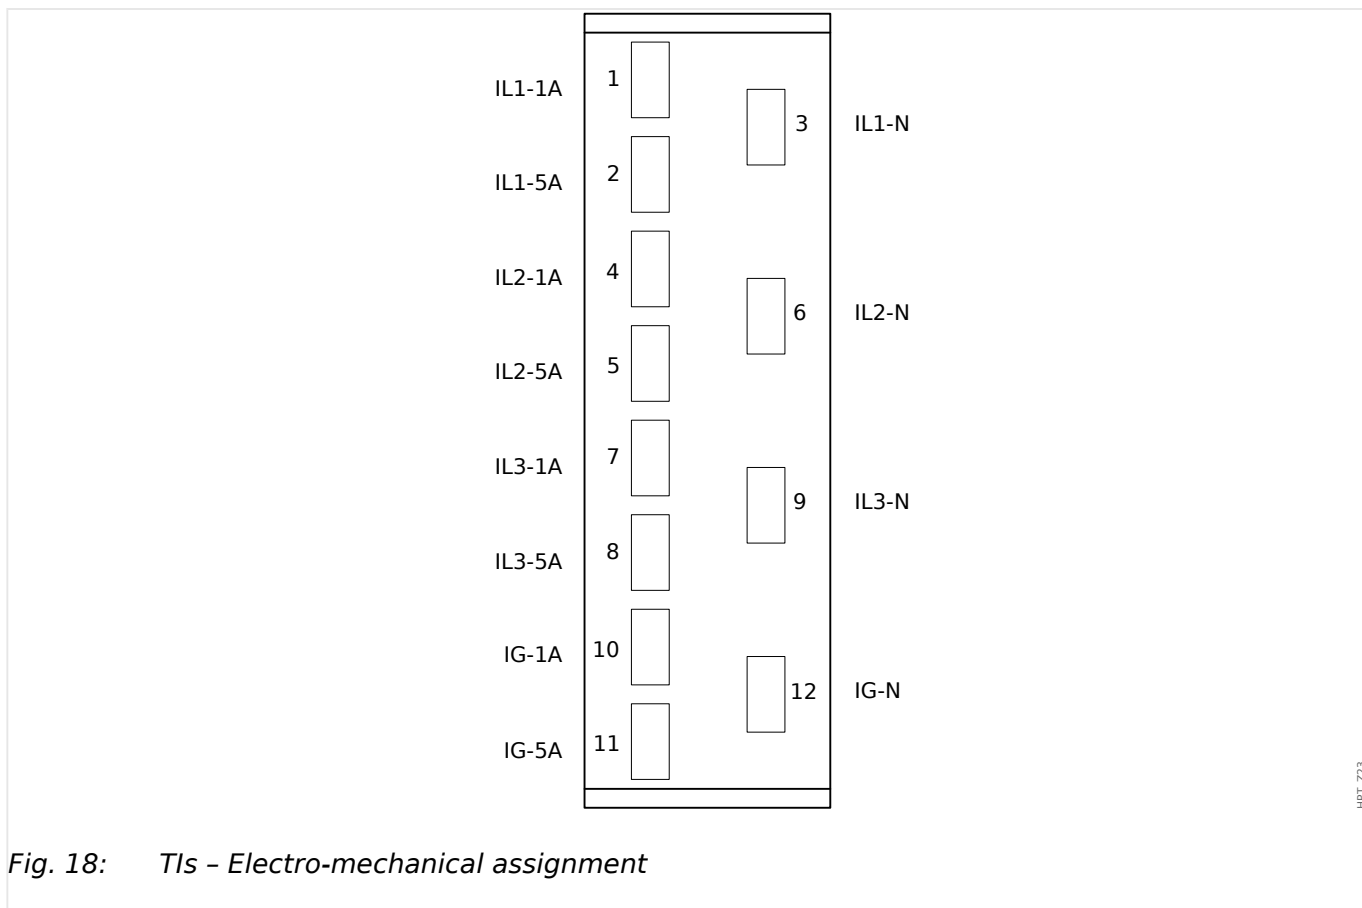 IL1-1A 1
3 IL1-N
IL1-5A 2
IL2-1A 4
6 IL2-N
IL2-5A 5
IL3-1A 7
9 IL3-N
IL3-5A 8
IG-1A 10
12 IG-N
IG-5A 11
Fig. 18: TIs – Electro-mechanical assignment